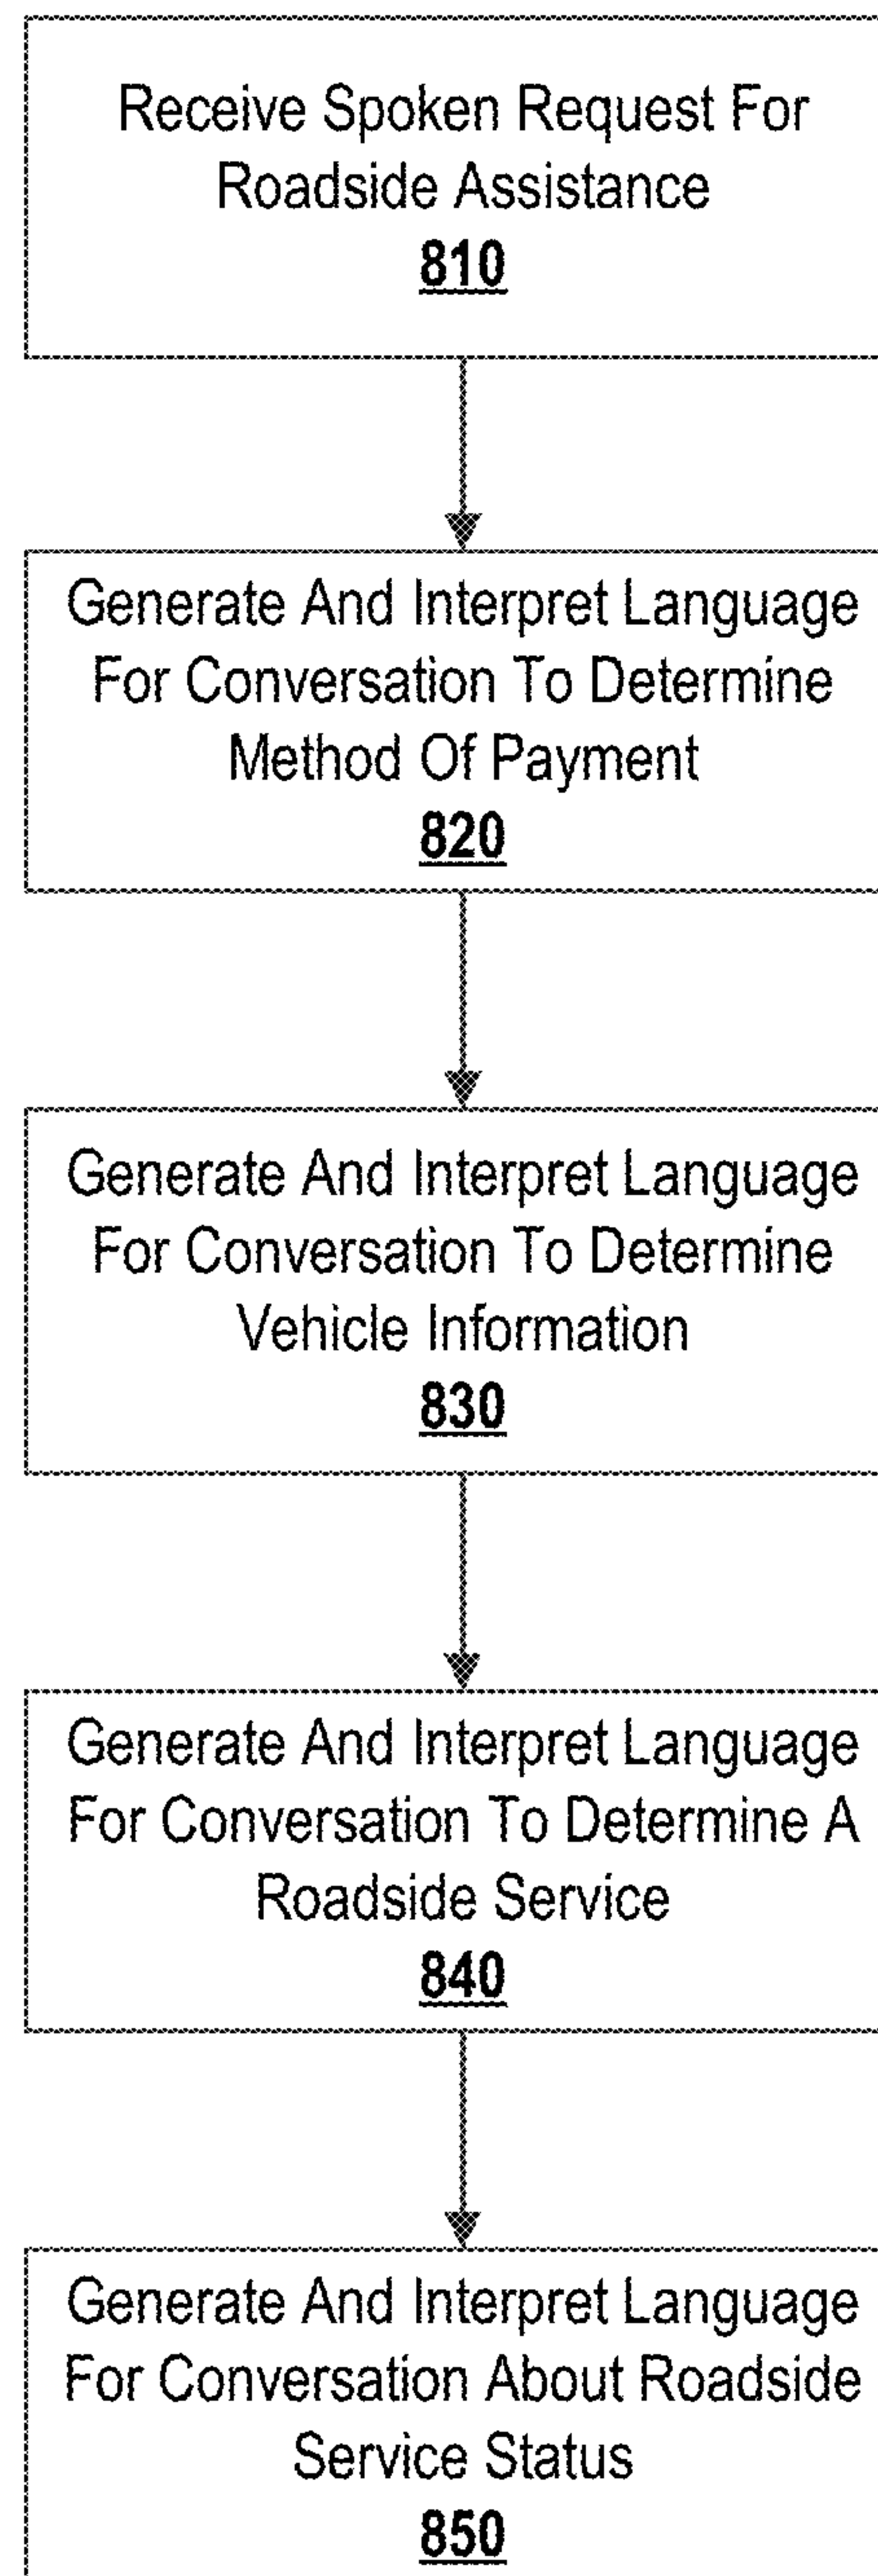 Receive Spoken Request For
Roadside Assistance
810
Generate And Interpret Language
For Conversation To Determine
Method Of Payment
820
Generate And Interpret Language
For Conversation To Determine
Vehicle Information
830
Generate And Interpret Language
For Conversation To Determine A
Roadside Service
840
Generate And Interpret Language
For Conversation About Roadside
Service Status
850